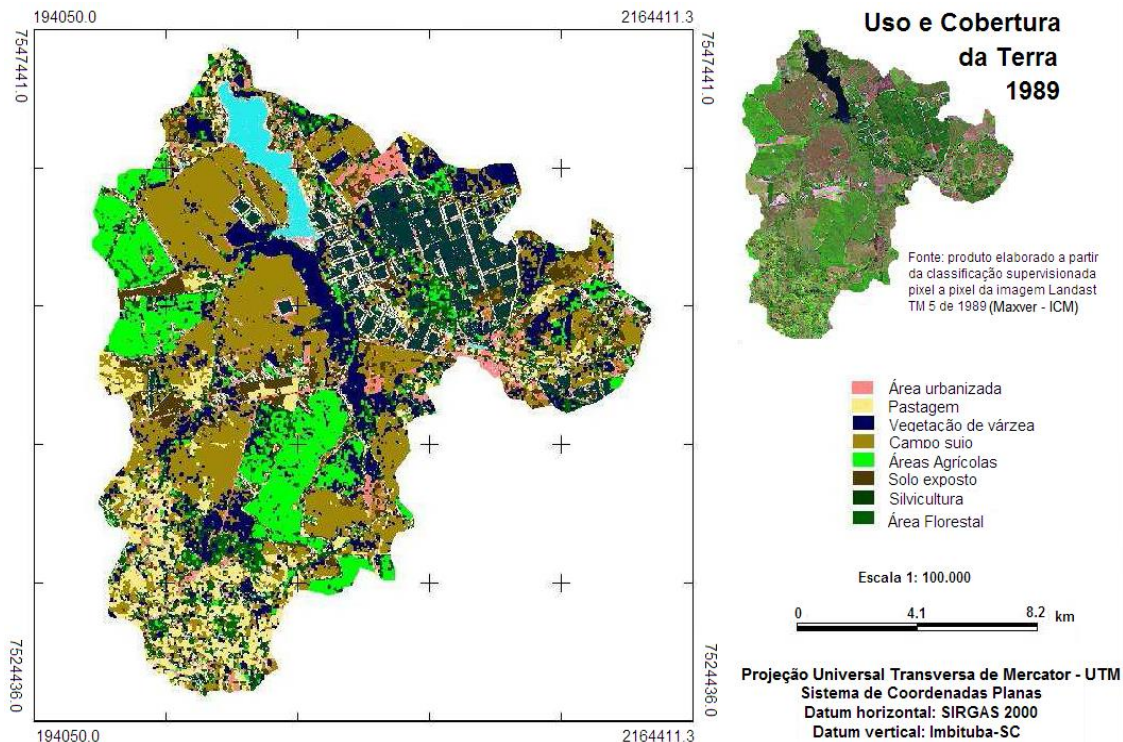 194050.0
2164411.3
7547441.0
7547441.0
Uso e Cobertura
da Terra
1989
Fonte: produto elaborado a partir
da classificação supervisionada
pixel a pixel da imagem Landast
TM 5 de 1989 (Maxver - ICM)
Área urbanizada
Pastagem
Vegetação de várzea
Campo sujo
Áreas Agrícolas
Solo exposto
Silvicultura
Área Florestal
Escala 1: 100.000
0 4.1 8.2 km
7524436.0
7524436.0
194050.0
2164411.3
Projeção Universal Transversa de Mercator - UTM
Sistema de Coordenadas Planas
Datum horizontal: SIRGAS 2000
Datum vertical: Imbituba-SC